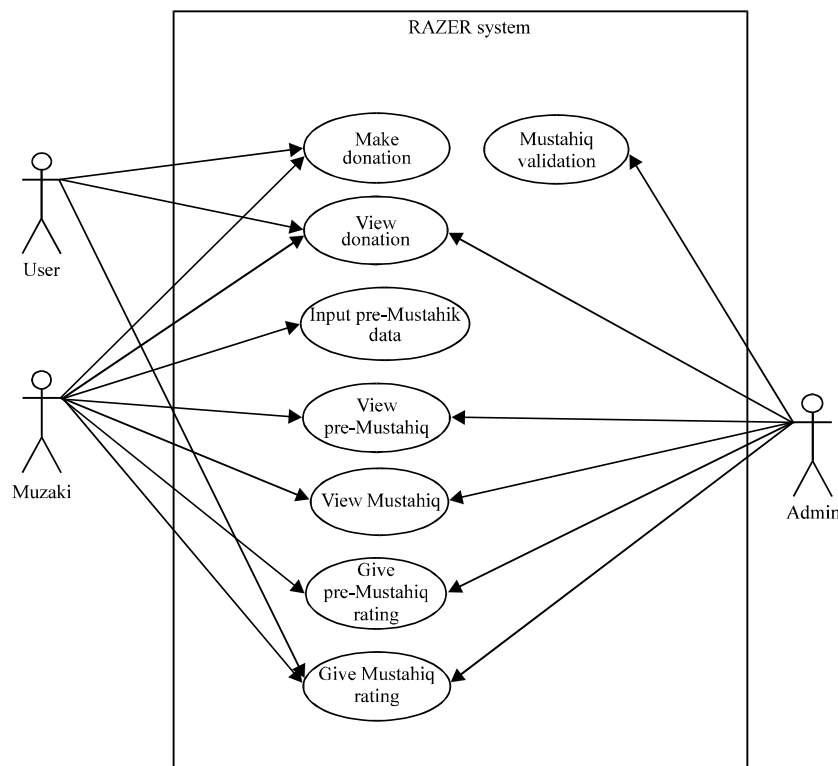 RAZER system
Make
donation
Mustahiq
validation
View
donation
User
Input pre-Mustahik
data
View
pre-Mustahiq
Muzaki
View Mustahiq
Admin
Give
pre-Mustahiq
rating
Give Mustahiq
rating